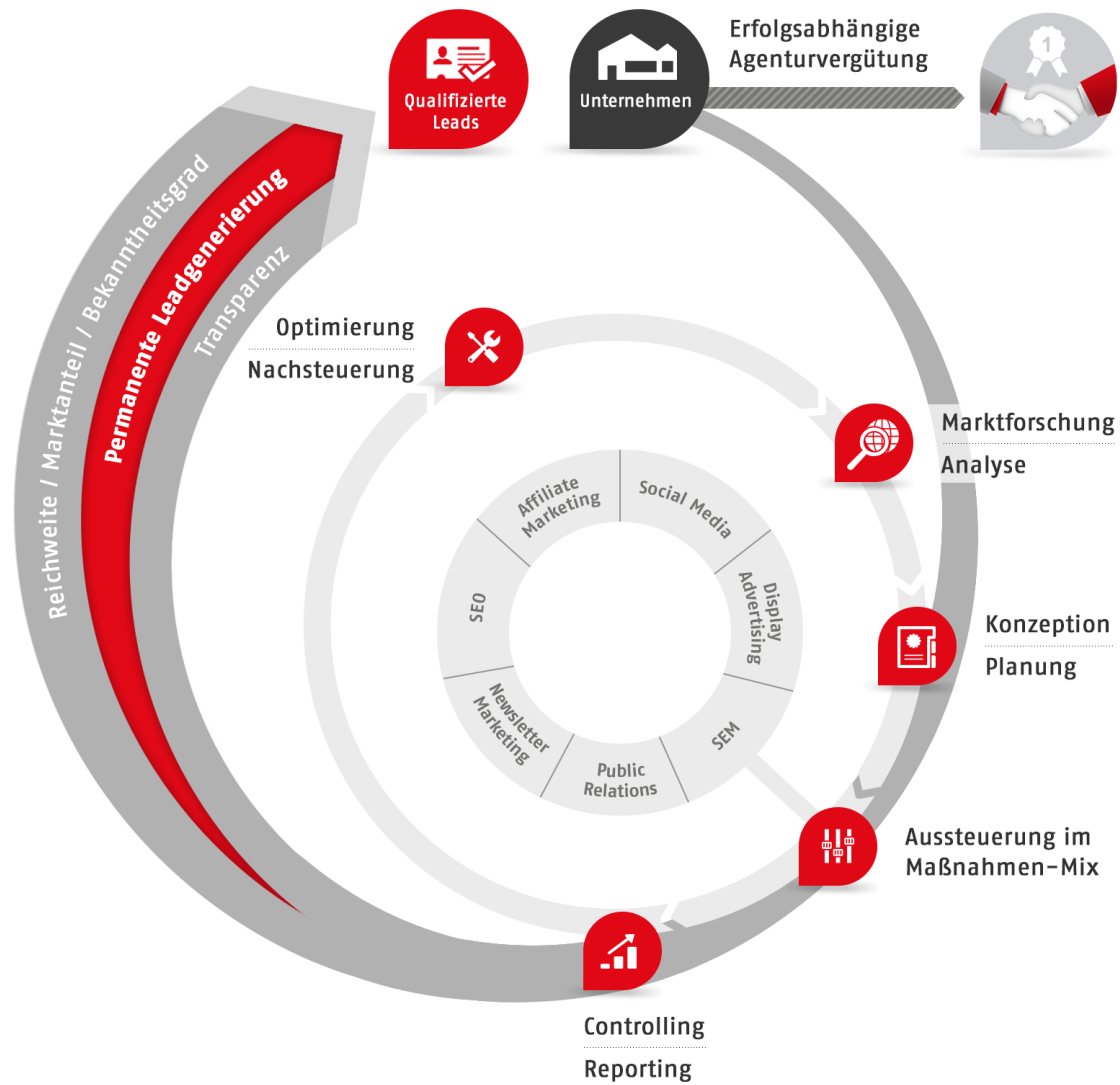 Qualifizierte
Leads
Unternehmen
Erfolgsabhängige
Agenturvergütung
1
Reichweite / Marktanteil / Bekanntheitsgrad
Permanente Leadgenerierung
Transparenz
Optimierung
Nachsteuerung
Marktforschung
Analyse
Konzeption
Planung
Aussteuerung im
Maßnahmen-Mix
Controlling
Reporting
Affiliate
Marketing
Social Media
Display
Advertising
SEM
Public
Relations
Newsletter
Marketing
SEO